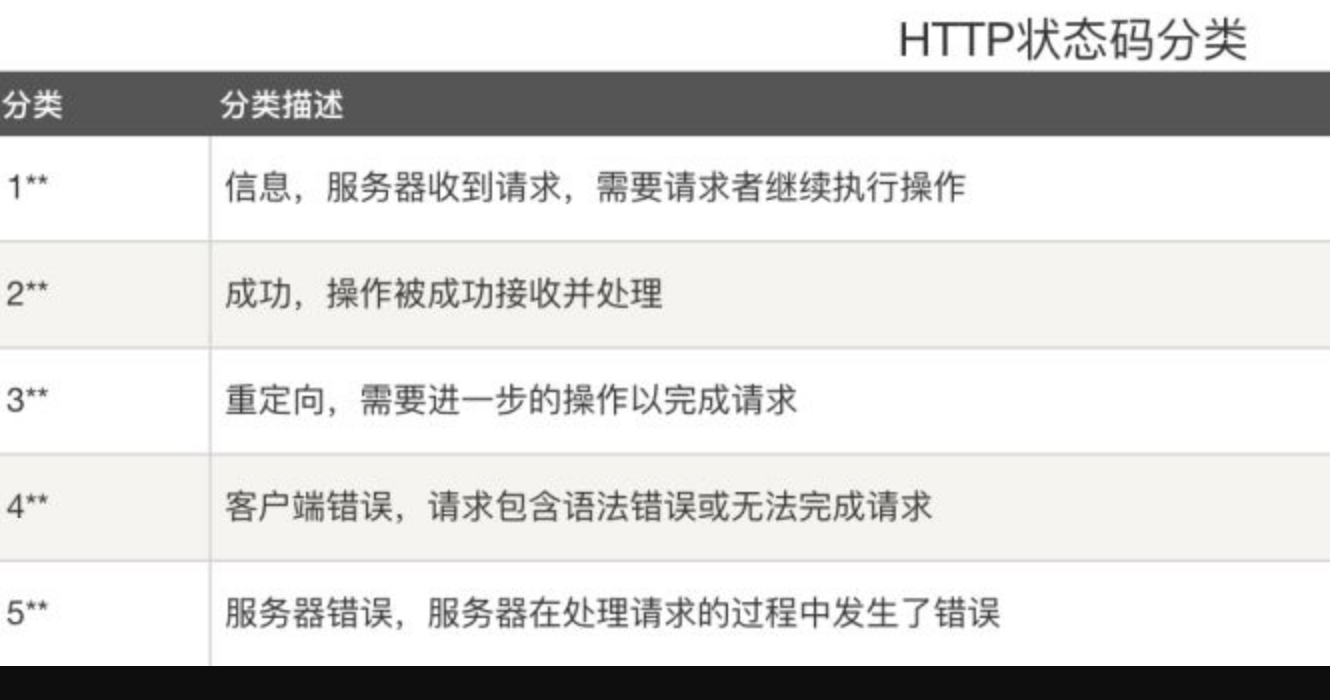 HTTP状态码分类
分类 分类描述
1** 信息，服务器收到请求，需要请求者继续执行操作
2** 成功，操作被成功接收并处理
3** 重定向，需要进一步的操作以完成请求
4** 客户端错误，请求包含语法错误或无法完成请求
5** 服务器错误，服务器在处理请求的过程中发生了错误